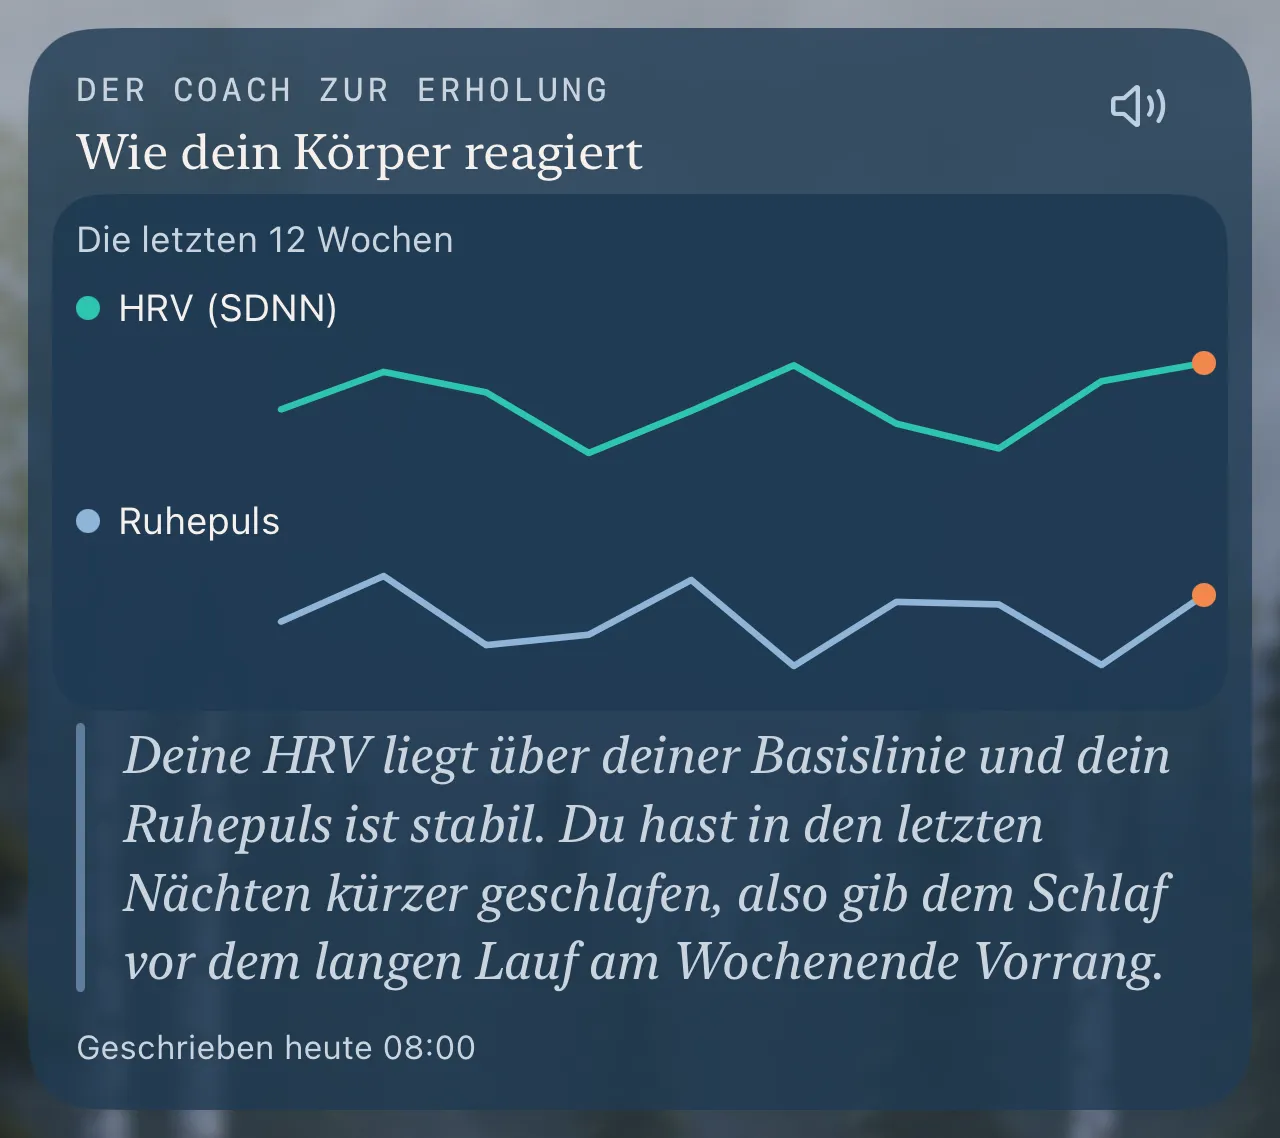 DER COACH ZUR ERHOLUNG
Wie dein Körper reagiert
Die letzten 12 Wochen
HRV (SDNN)
Ruhepuls
Deine HRV liegt über deiner Basislinie und dein
Ruhepuls ist stabil. Du hast in den letzten
Nächten kürzer geschlafen, also gib dem Schlaf
vor dem langen Lauf am Wochenende Vorrang.
Geschrieben heute 08:00